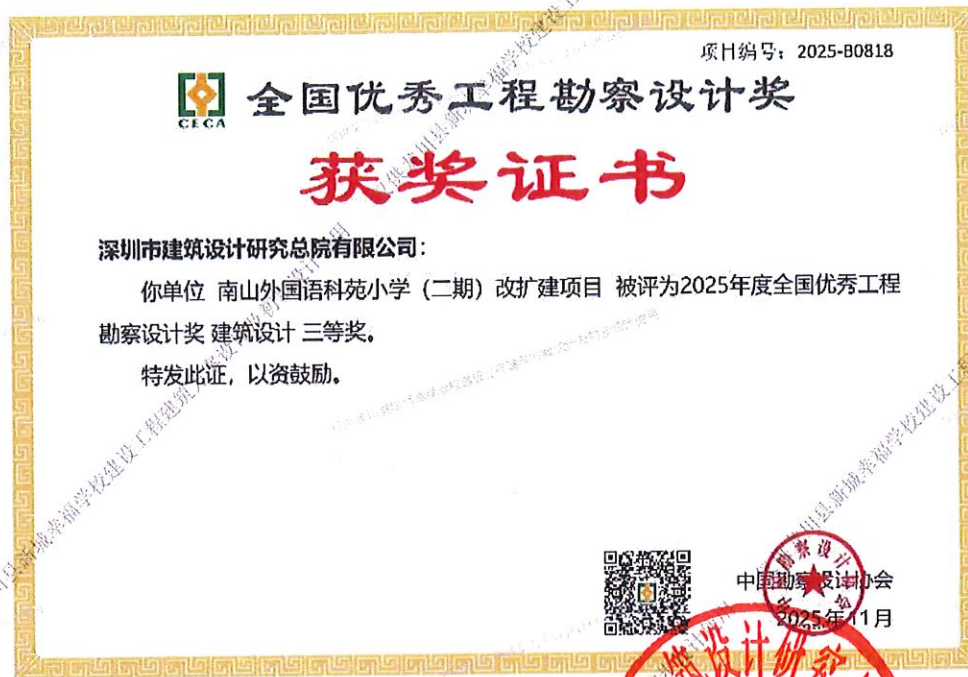 项目编号：2025-B0818
CECA
全国优秀工程勘察设计奖
获奖证书
深圳市建筑设计研究总院有限公司：
你单位 南山外国语科苑小学（二期）改扩建项目 被评为2025年度全国优秀工程
勘察设计奖 建筑设计 三等奖。
特发此证，以资鼓励。
中国勘察设计协会
2025年11月
筑设计研究